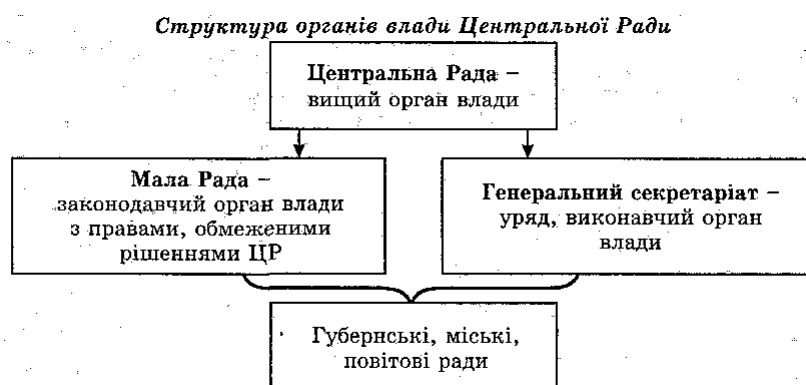 Структура органів влади Центральної Ради
Центральна Рада –
вищий орган влади
Мала Рада –
законодавчий орган влади
з правами, обмеженими
рішеннями ЦР
Генеральний секретаріат –
уряд, виконавчий орган
влади
Губернські, міські,
повітові ради